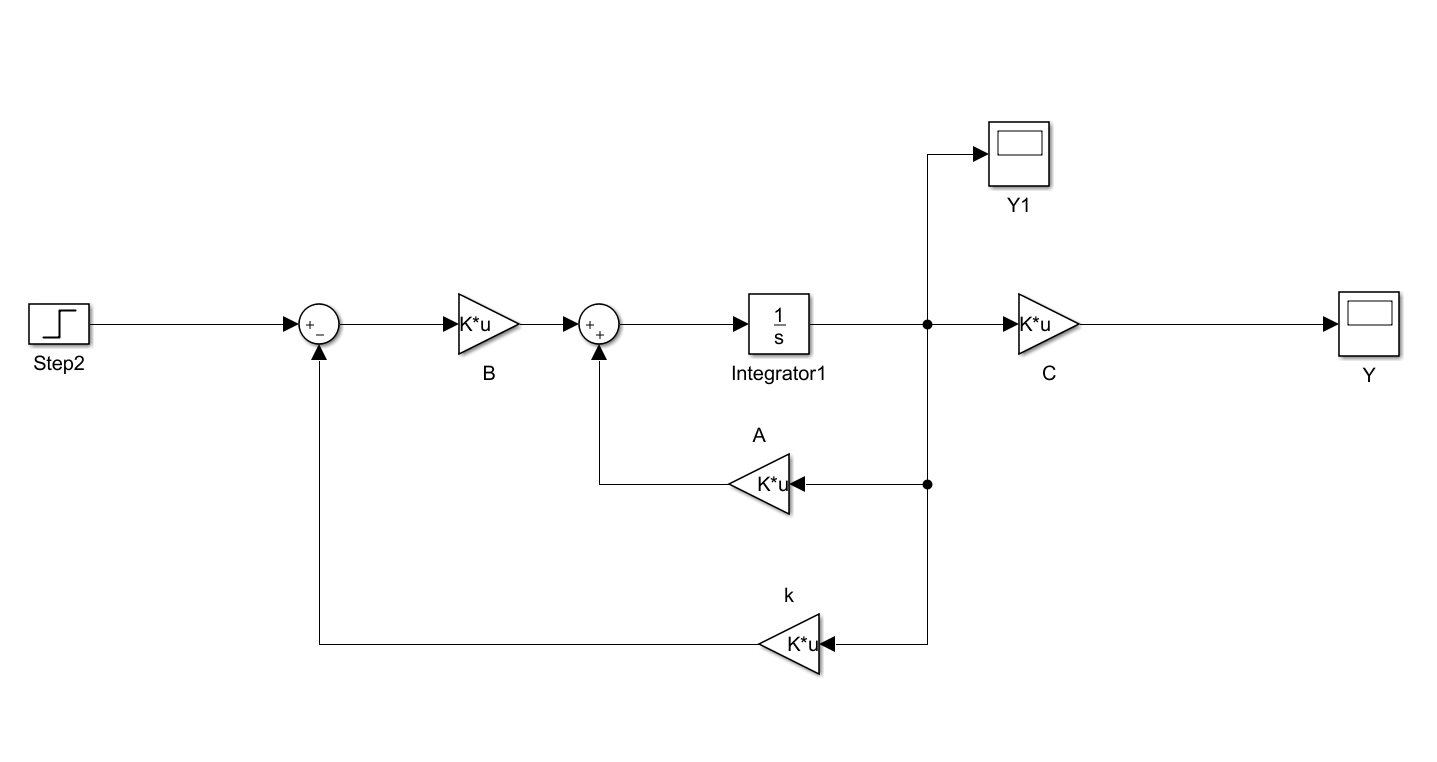 Y1
Step2
+
−
K*u
B
+
+
1
s
Integrator1
K*u
C
Y
A
K*u
k
K*u